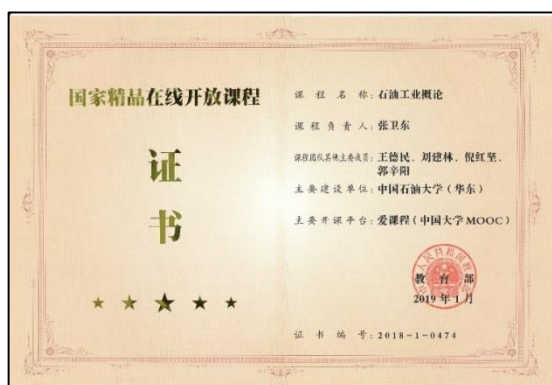 国家精品在线开放课程
证
书
课程名称：石油工业概论
课程负责人：张卫东
课程团队其他主要成员：王德民、刘建林、倪红坚、
郭辛阳
主要建设单位：中国石油大学（华东）
主要开课平台：爱课程（中国大学MOOC）
教育部
2019年1月
证书编号：2018-1-0474